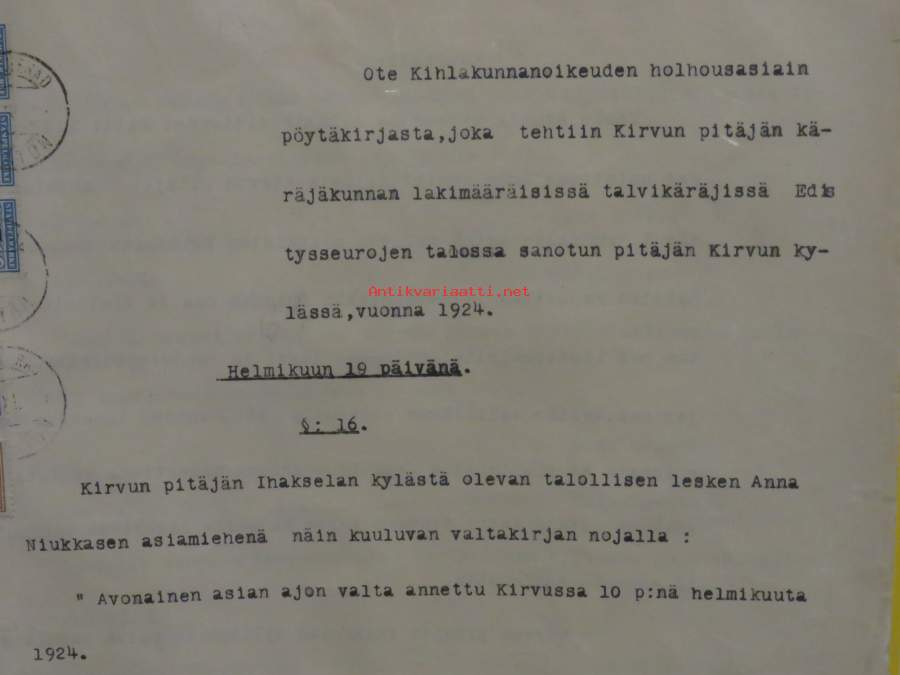 Ote Kihlakunnanoikeuden holhousasiain
pöytäkirjasta,joka tehtiin Kirvun pitäjän kä-
räjäkunnan lakimääräisissä talvikäräjissä Edis
tysseurojen talossa sanotun pitäjän Kirvun ky-
Antikvariaatti.net
lässä,vuonna 1924.
Helmikuun 19 päivänä.
§: 16.
Kirvun pitäjän Ihakselan kylästä olevan talollisen lesken Anna
Niukkasen asiamiehenä näin kuuluvan valtakirjan nojalla :
" Avonainen asian ajon valta annettu Kirvussa 10 p:nä helmikuuta
1924.